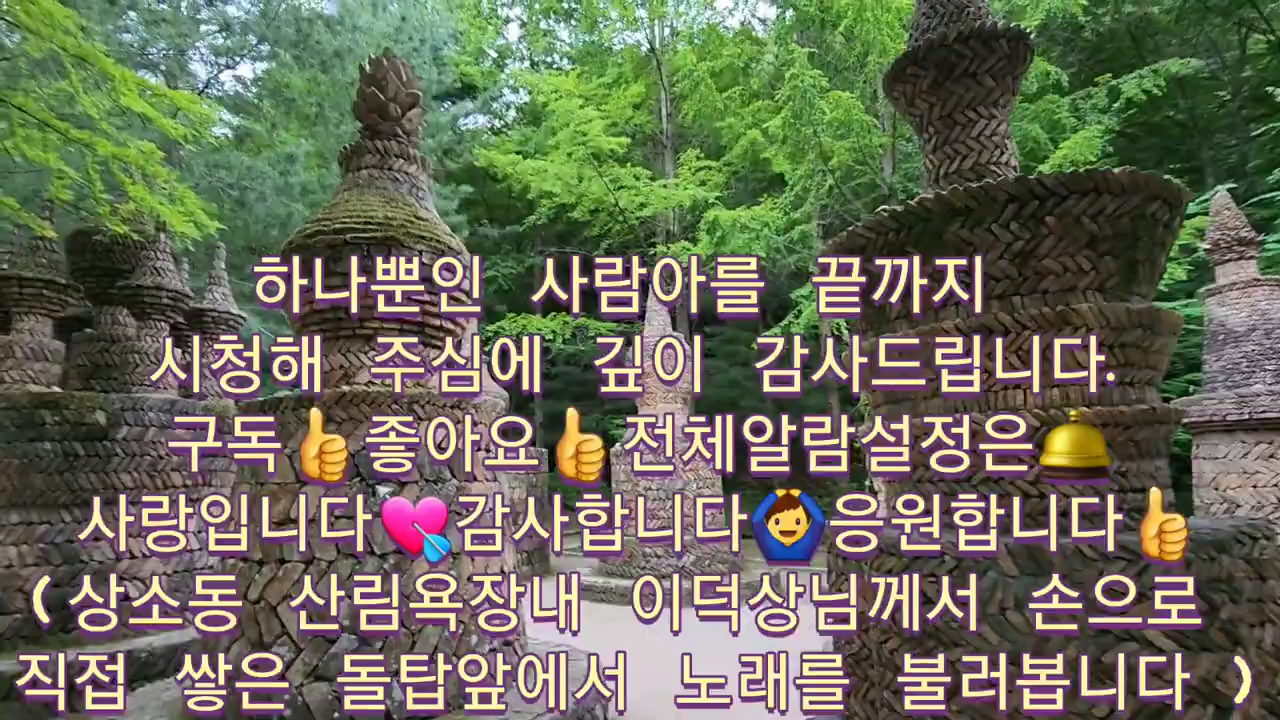 하나뿐인 사람아를 끝까지
시청해 주심에 깊이 감사드립니다.
구독👍좋아요👍전체알람설정은🛎️
사랑입니다💘감사합니다🙆‍♂️응원합니다👍
(상소동 산림욕장내 이덕상님께서 손으로
직접 쌓은 돌탑앞에서 노래를 불러봅니다 )